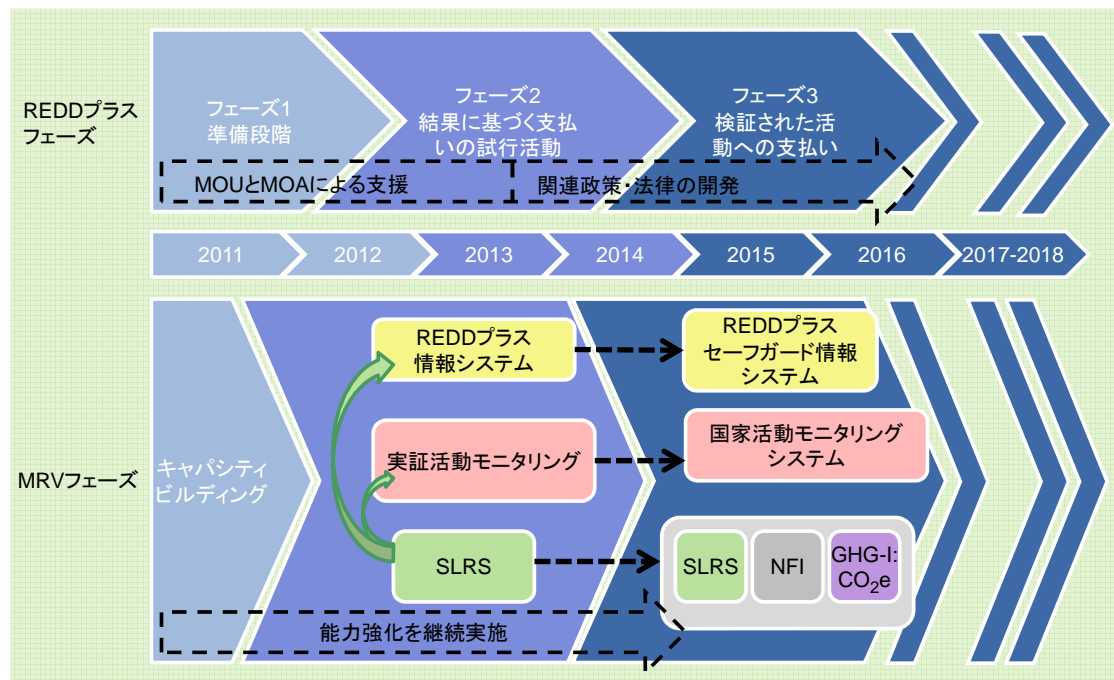 REDDプラス
フェーズ
フェーズ1
準備段階
フェーズ2
結果に基づく支払
いの試行活動
フェーズ3
検証された活
動への支払い
MOUとMOAによる支援
関連政策・法律の開発
2011
2012
2013
2014
2015
2016
2017-2018
MRVフェーズ
キャパシティ
ビルディング
REDDプラス
情報システム
REDDプラス
セーフガード情報
システム
実証活動モニタリング
国家活動モニタリング
システム
SLRS
SLRS
NFI
GHG-I:
CO₂e
能力強化を継続実施